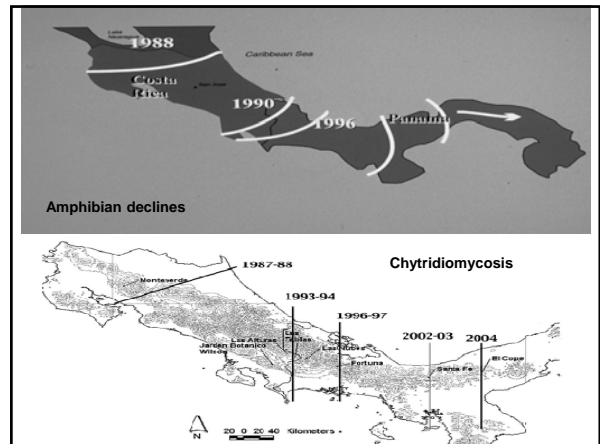 Lake
Nicaragua
1988
Caribbean Sea
San José
Costa
Rica
1990
1996
Panama
Amphibian declines
Chytridiomycosis
1987-88
Monteverde
1993-94
1996-97
2002-03
2004
Las
Tablas
Las Alturas
Las Nubes
Jardin Botanico
Wilson
Fortuna
Santa Fe
El Cope
N
20 0 20 40 Kilometers